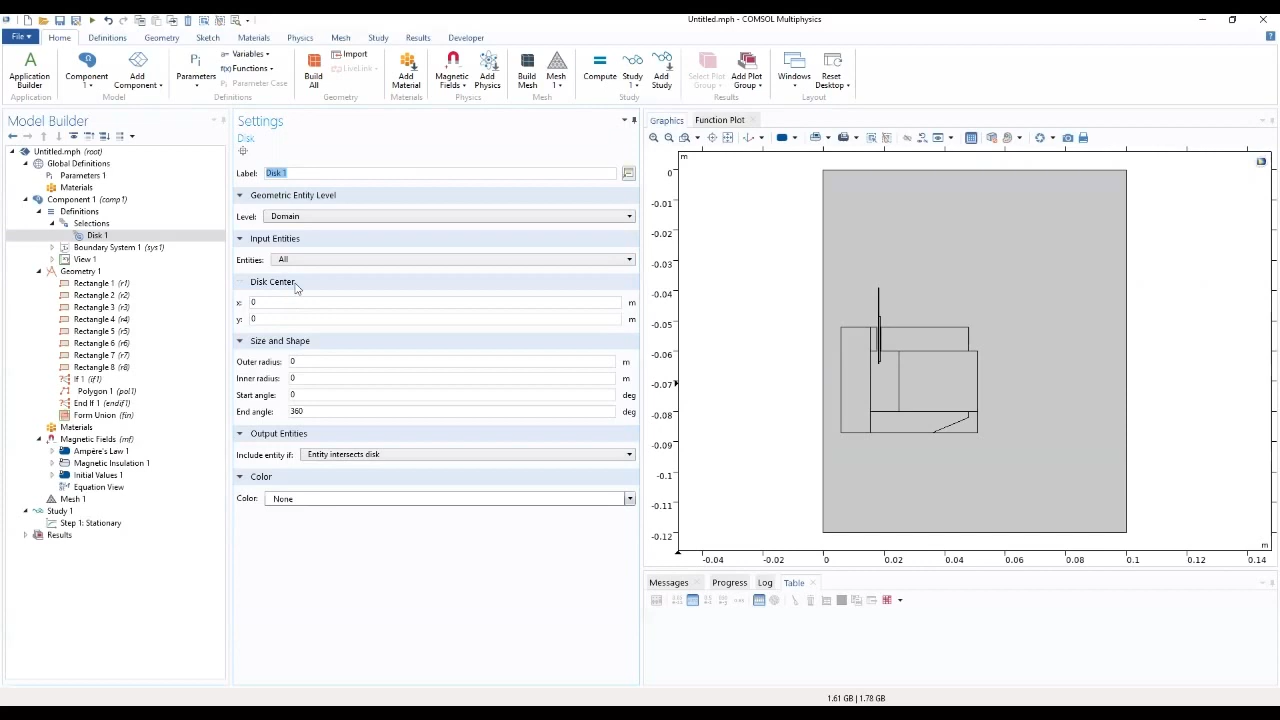 Untitled.mph - COMSOL Multiphysics
File Home Definitions Geometry Sketch Materials Physics Mesh Study Results Developer
Application Builder
Component 1
Add Component
Parameters
Variables
Functions
Parameter Case
Build All
Import
LiveLink
Add Material
Magnetic Fields
Add Physics
Build Mesh
Mesh 1
Compute
Study 1
Add Study
Select Plot Group
Add Plot Group
Windows
Reset Desktop
Application Model Definitions Geometry Materials Physics Mesh Study Results Layout
Model Builder
Untitled.mph (root)
Global Definitions
Parameters 1
Materials
Component 1 (comp1)
Definitions
Selections
Disk 1
Boundary System 1 (sys1)
View 1
Geometry 1
Rectangle 1 (r1)
Rectangle 2 (r2)
Rectangle 3 (r3)
Rectangle 4 (r4)
Rectangle 5 (r5)
Rectangle 6 (r6)
Rectangle 7 (r7)
Rectangle 8 (r8)
If 1 (if1)
Polygon 1 (pol1)
End If 1 (endif1)
Form Union (fin)
Materials
Magnetic Fields (mf)
Ampère's Law 1
Magnetic Insulation 1
Initial Values 1
Equation View
Mesh 1
Study 1
Step 1: Stationary
Results
Settings
Disk
Label: Disk 1
Geometric Entity Level
Level: Domain
Input Entities
Entities: All
Disk Center
x: 0 m
y: 0 m
Size and Shape
Outer radius: 0 m
Inner radius: 0 m
Start angle: 0 deg
End angle: 360 deg
Output Entities
Include entity if: Entity intersects disk
Color
Color: None
Graphics Function Plot
m
0
-0.01
-0.02
-0.03
-0.04
-0.05
-0.06
-0.07
-0.08
-0.09
-0.1
-0.11
-0.12
m
-0.04 -0.02 0 0.02 0.04 0.06 0.08 0.1 0.12 0.14
Messages Progress Log Table
1.61 GB | 1.78 GB